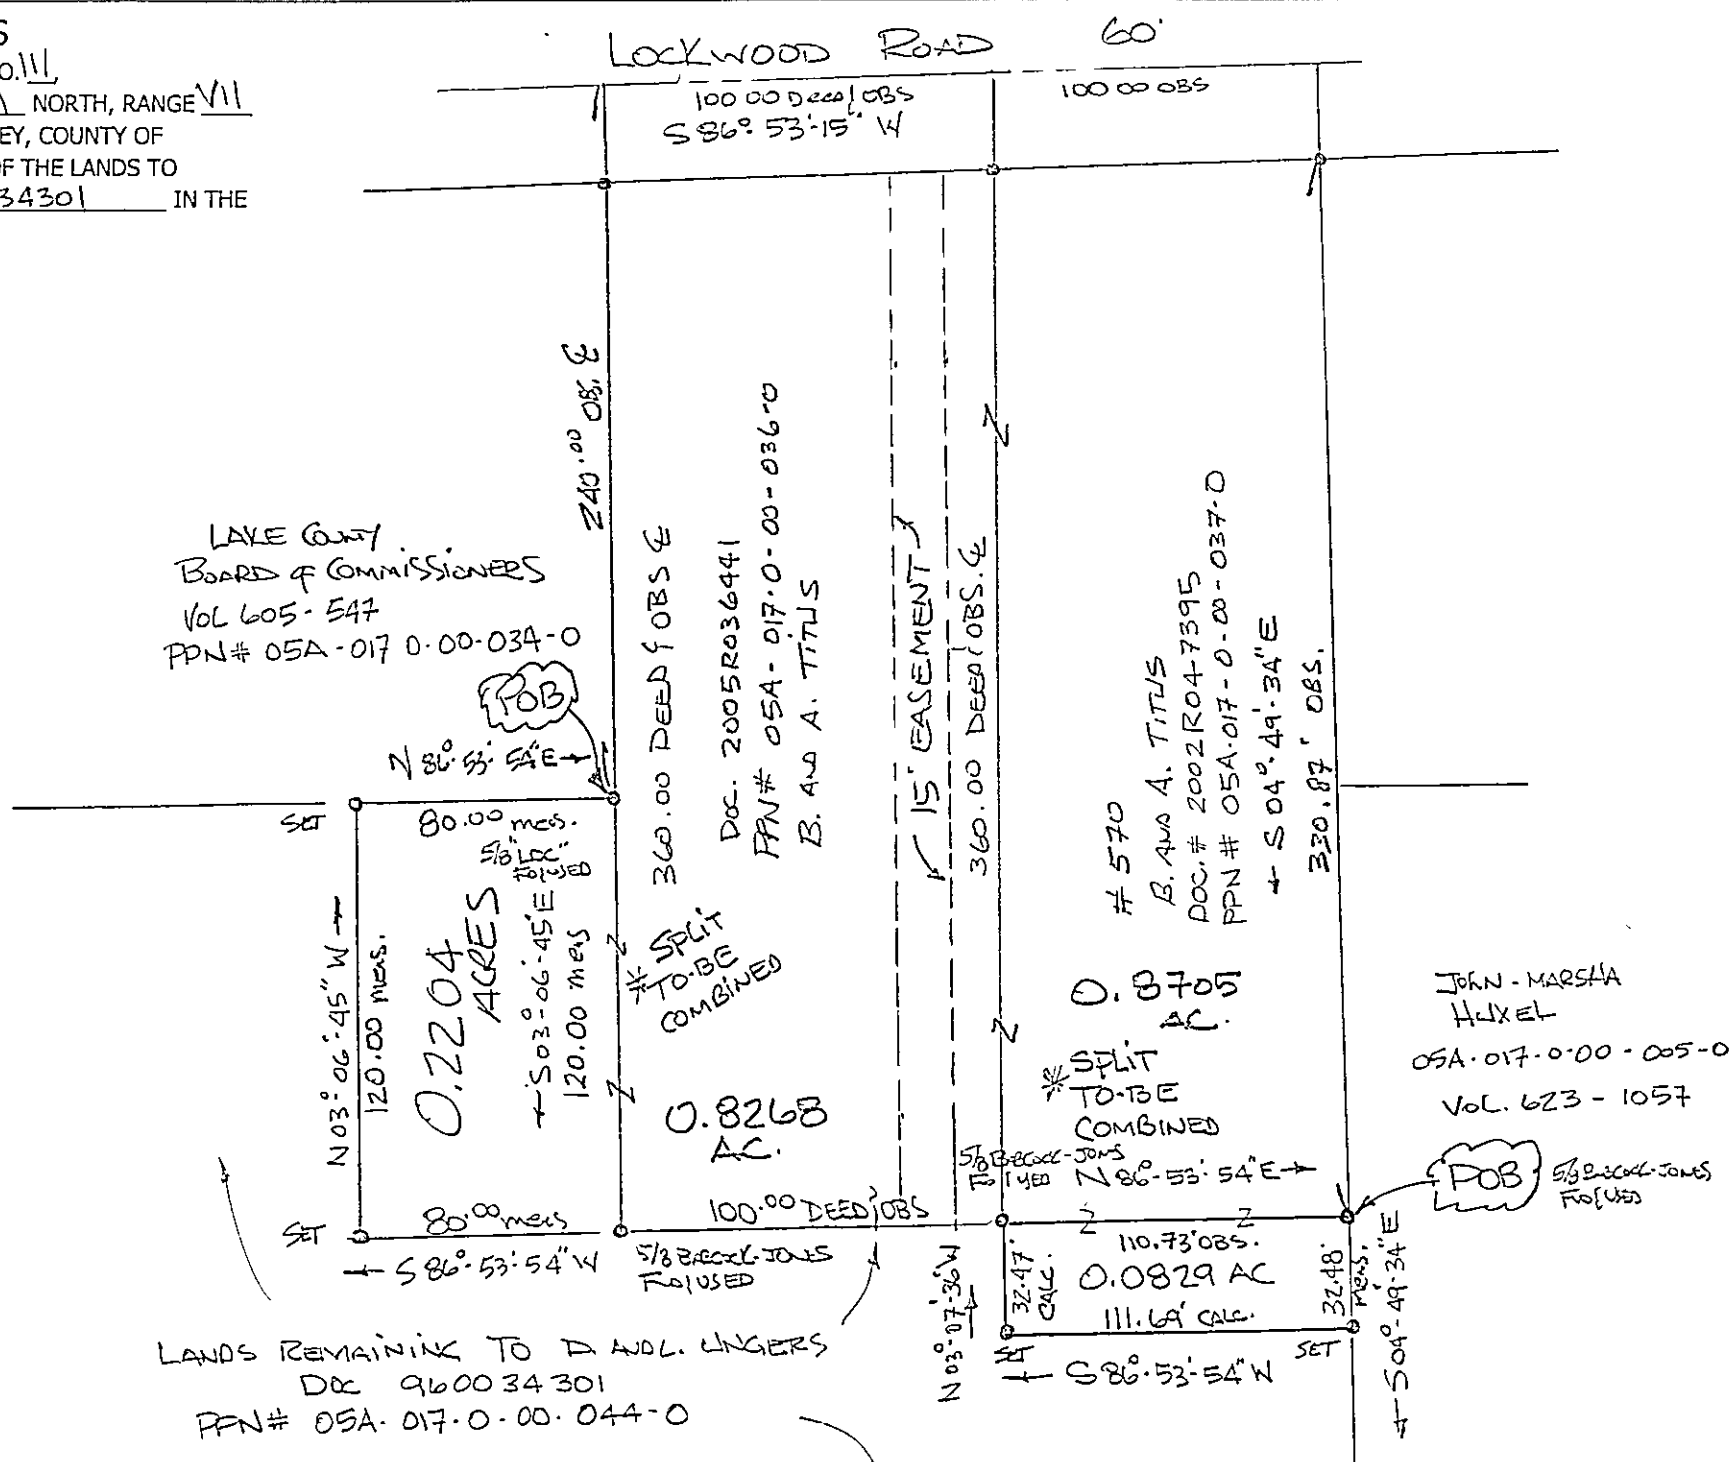 S
O. III,
NORTH, RANGE VII
EY, COUNTY OF
OF THE LANDS TO
34301 IN THE
LOCKWOOD ROAD 60'
100 00 Deed/OBS
S 86° 53' 15" W
100 00 OBS
240.00 OBS. ℄
LAKE COUNTY
BOARD of COMMISSIONERS
VOL 605 - 547
PPN# 05A-017 0-00-034-0
POB
N 86° 53' 54" E
SET
80.00 meas.
5/8 "LDC"
FD/USED
N 03° 06' 45" W
120.00 meas.
0.2204
ACRES
S 03° 06' 45" E
120.00 meas
SET
80.00 meas
S 86° 53' 54" W
360.00 DEED & OBS ℄
DOC. 2005R036441
PPN# 05A-017-0-00-036-0
B. AND A. TITUS
* SPLIT
TO-BE
COMBINED
0.8268
A.C.
100.00 DEED/OBS
5/8 BABCOCK-JONES
FD/USED
15' EASEMENT
360.00 DEED/OBS. ℄
#570
B. AND A. TITUS
DOC.# 2002R047395
PPN# 05A-017-0-00-037-0
S 04° 49' 34" E
330.87' OBS.
0.8705
AC.
* SPLIT
TO-BE
COMBINED
5/8 BABCOCK-JONES
N 86° 53' 54" E
JOHN - MARSHA
HUXEL
05A-017-0-00-005-0
VOL. 623 - 1057
POB
5/8 BABCOCK-JONES
FD/USED
110.73' OBS.
0.0829 AC
111.69' CALC.
N 03° 07' 36" W
32.47'
CALC.
32.48'
meas.
S 04° 49' 34" E
SET
SET
S 86° 53' 54" W
LANDS REMAINING TO D. AND L. UNGERS
DOC 960034301
PPN# 05A-017-0-00-044-0